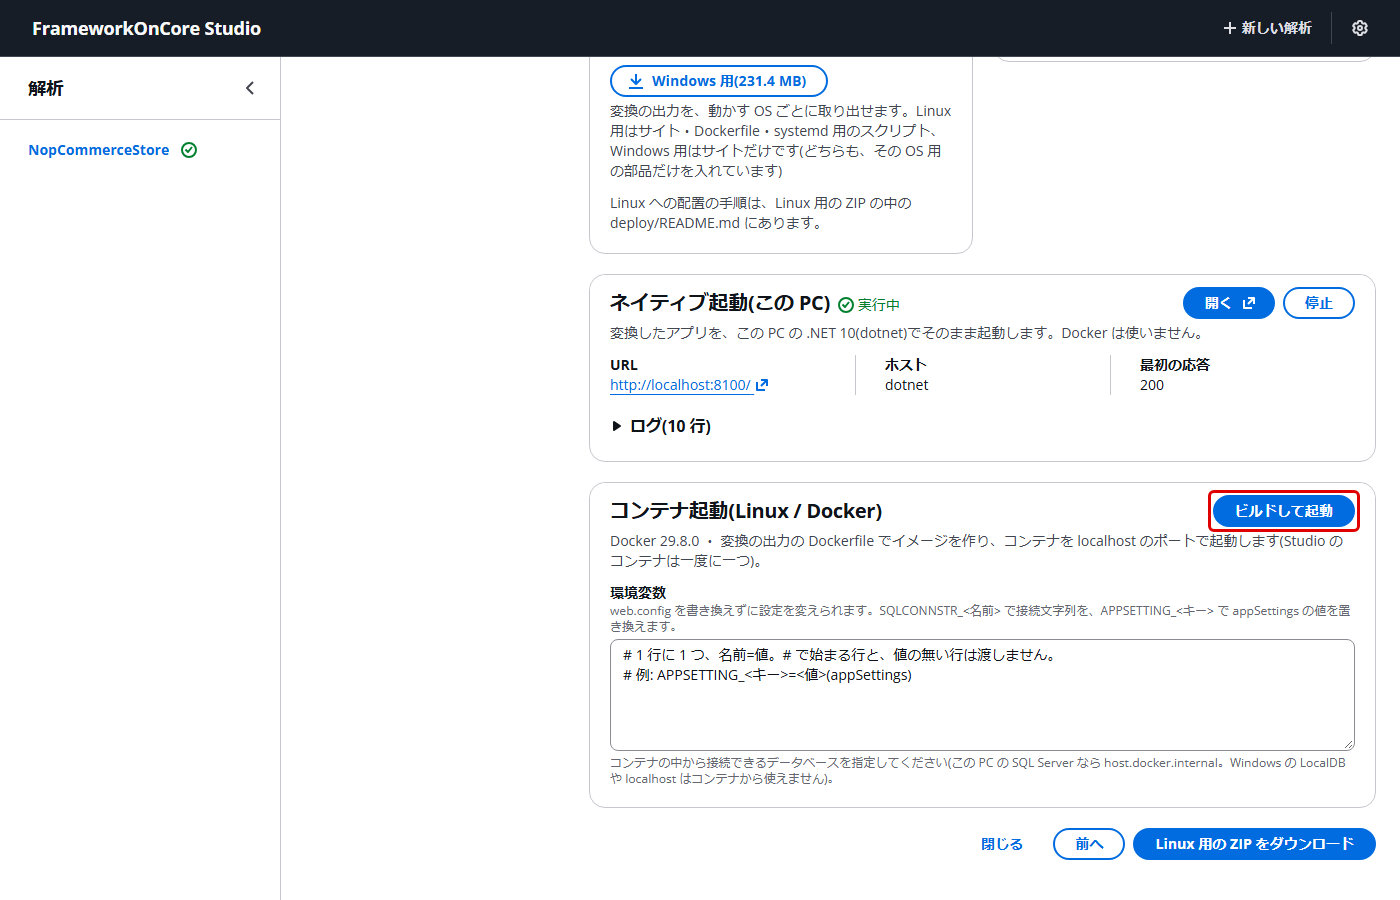 FrameworkOnCore Studio
新しい解析
解析
NopCommerceStore
Windows 用(231.4 MB)
変換の出力を、動かす OS ごとに取り出せます。Linux
用はサイト・Dockerfile・systemd 用のスクリプト、
Windows 用はサイトだけです(どちらも、その OS 用
の部品だけを入れています)
Linux への配置の手順は、Linux 用の ZIP の中の
deploy/README.md にあります。
ネイティブ起動(この PC) 実行中
開く
停止
変換したアプリを、この PC の .NET 10(dotnet)でそのまま起動します。Docker は使いません。
URL
http://localhost:8100/
ホスト
dotnet
最初の応答
200
ログ(10 行)
コンテナ起動(Linux / Docker)
ビルドして起動
Docker 29.8.0 ・ 変換の出力の Dockerfile でイメージを作り、コンテナを localhost のポートで起動します(Studio の
コンテナは一度に一つ)。
環境変数
web.config を書き換えずに設定を変えられます。SQLCONNSTR_<名前> で接続文字列を、APPSETTING_<キー> で appSettings の値を置
き換えます。
# 1 行に 1 つ、名前=値。# で始まる行と、値の無い行は渡しません。
# 例: APPSETTING_<キー>=<値>(appSettings)
コンテナの中から接続できるデータベースを指定してください(この PC の SQL Server なら host.docker.internal。Windows の LocalDB
や localhost はコンテナから使えません)。
閉じる
前へ
Linux 用の ZIP をダウンロード